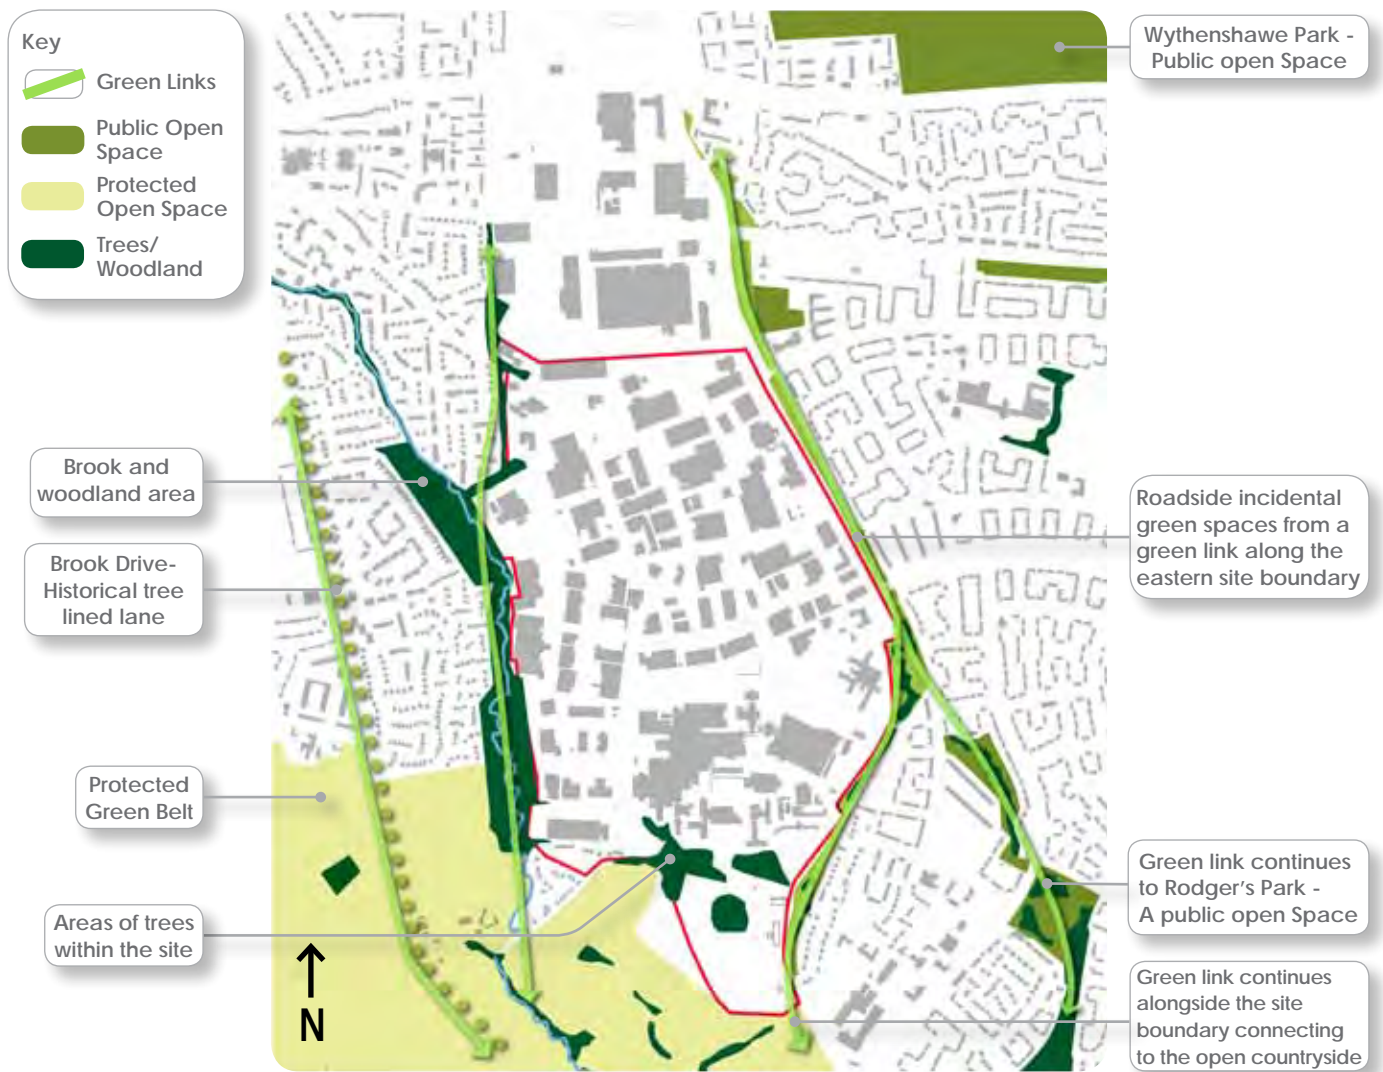 Key
Green Links
Public Open
Space
Protected
Open Space
Trees/
Woodland
Wythenshawe Park -
Public open Space
Brook and
woodland area
Brook Drive-
Historical tree
lined lane
Protected
Green Belt
Areas of trees
within the site
N
Roadside incidental
green spaces from a
green link along the
eastern site boundary
Green link continues
to Rodger's Park -
A public open Space
Green link continues
alongside the site
boundary connecting
to the open countryside